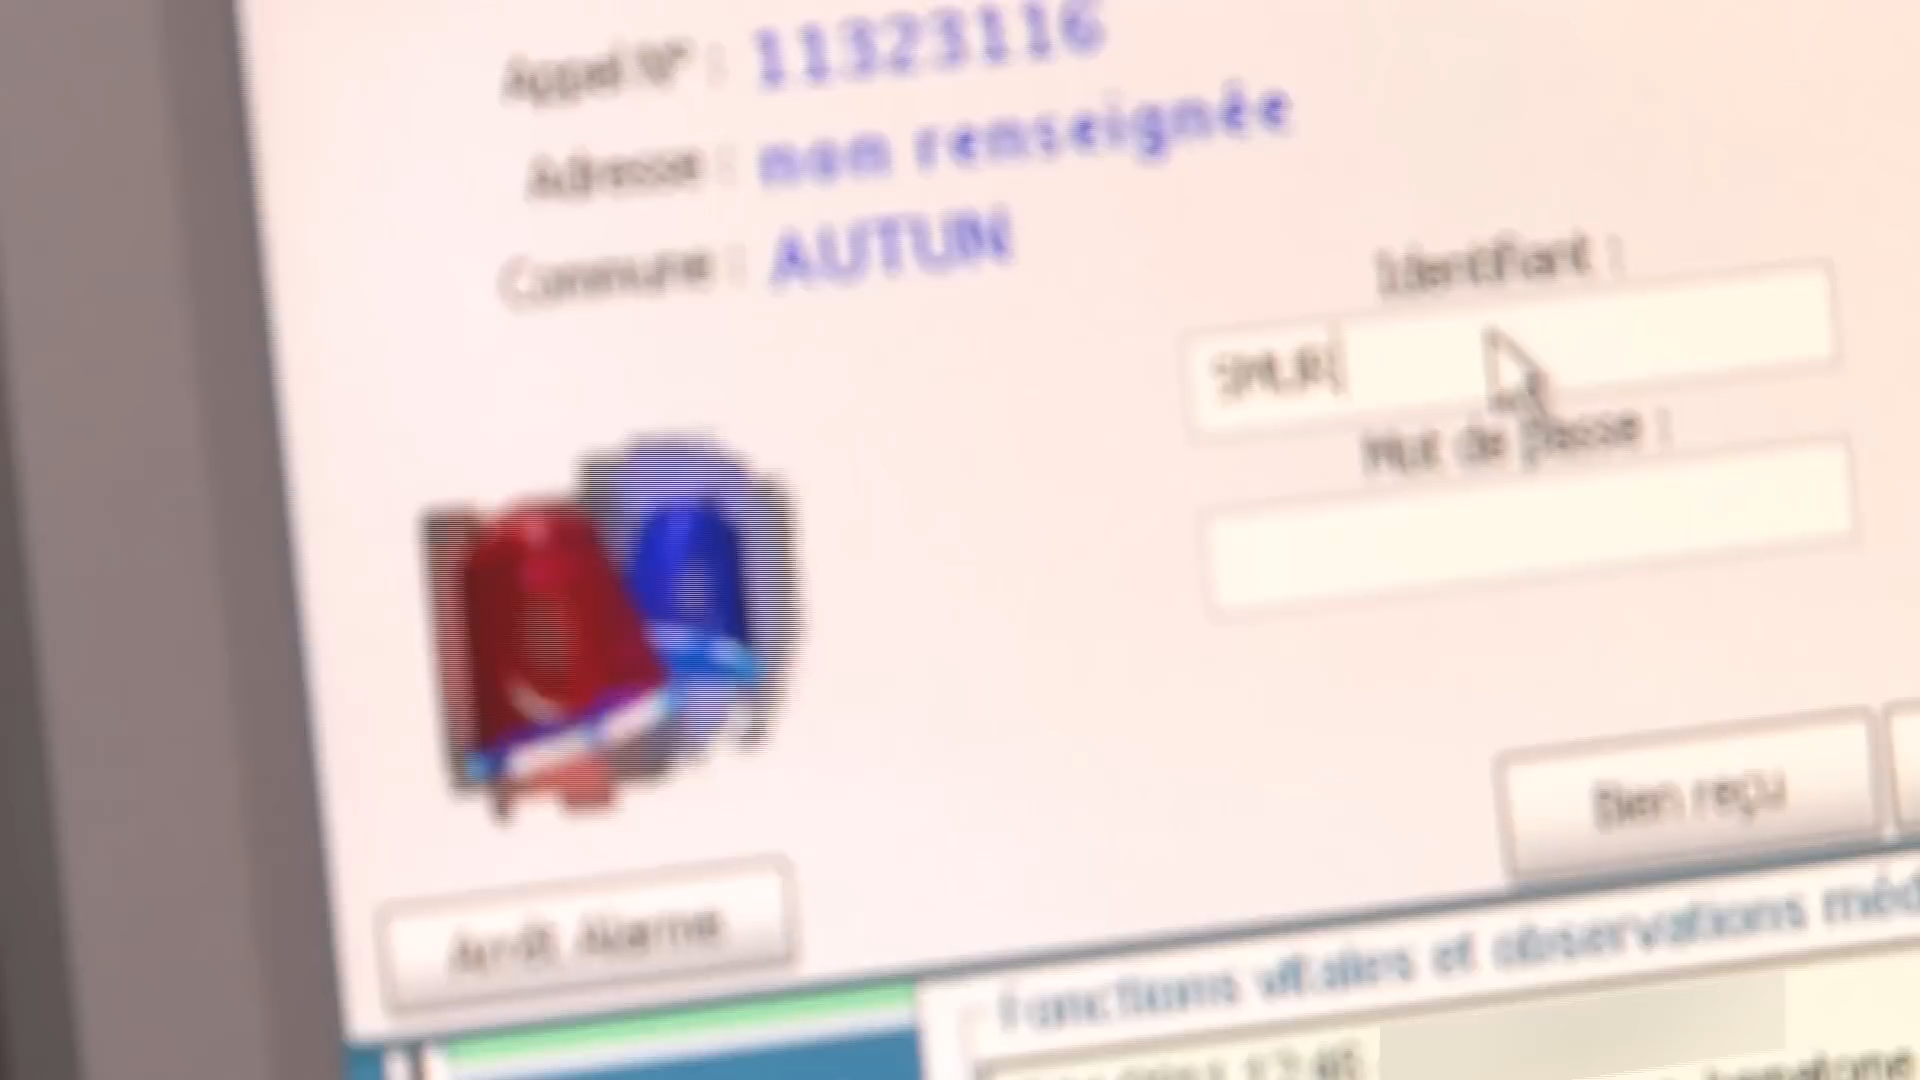 Appel N° : 11323116
Adresse : non renseignée
Commune : AUTUN
Identifiant :
SMUR
Mot de passe :
Bien reçu
Arrêt Alarme
Fonctions vitales et observations